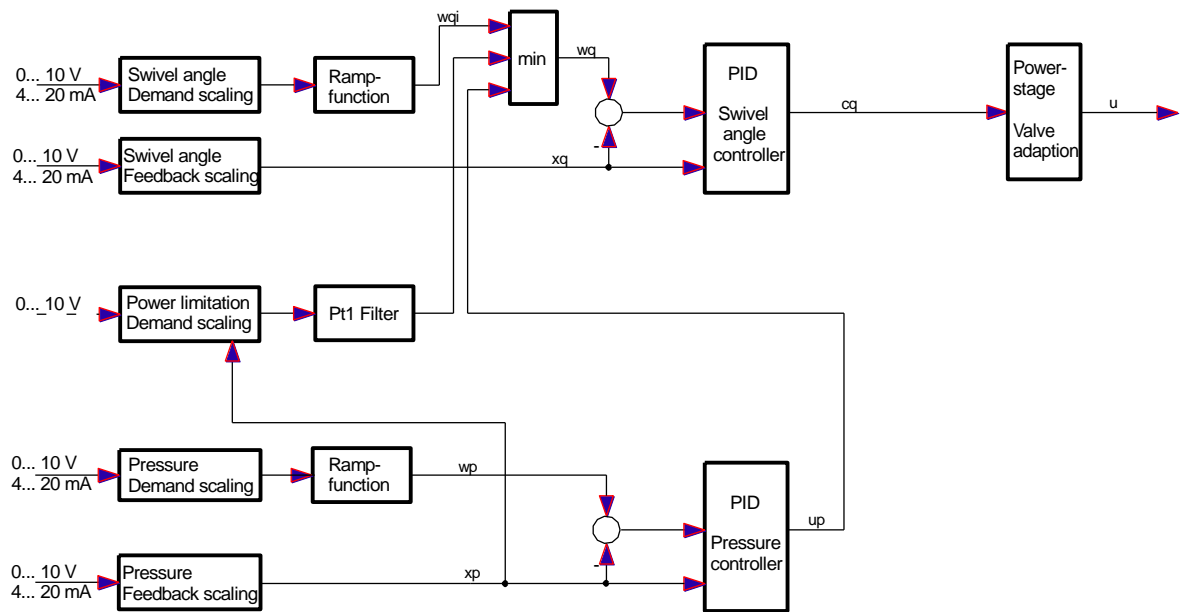 wqi
0... 10 V
4... 20 mA
Swivel angle
Demand scaling
Ramp-
function
min
wq
PID
Swivel
angle
controller
cq
Power-
stage
Valve
adaption
u
0... 10 V
4... 20 mA
Swivel angle
Feedback scaling
xq
-
0... 10 V
Power limitation
Demand scaling
Pt1 Filter
0... 10 V
4... 20 mA
Pressure
Demand scaling
Ramp-
function
wp
PID
Pressure
controller
up
0... 10 V
4... 20 mA
Pressure
Feedback scaling
xp
-